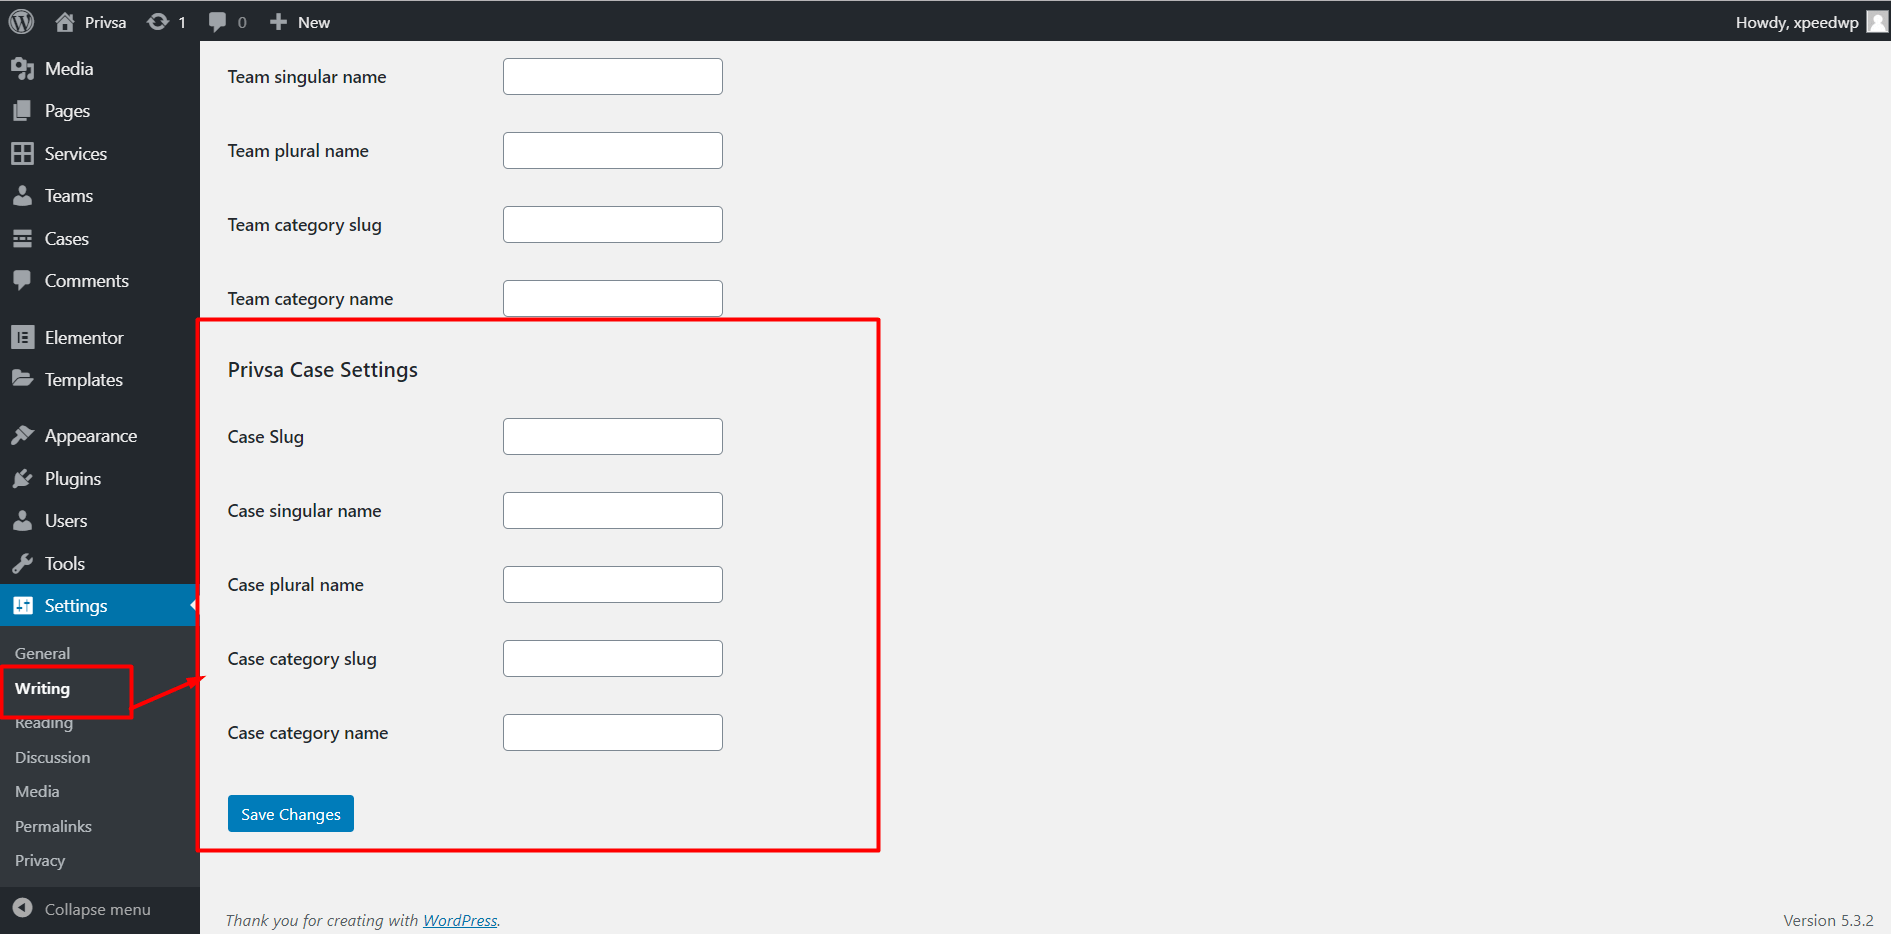 Privsa 1 0 New Howdy, xpeedwp
Media
Pages
Services
Teams
Cases
Comments
Elementor
Templates
Appearance
Plugins
Users
Tools
Settings
General
Writing
Reading
Discussion
Media
Permalinks
Privacy
Collapse menu
Team singular name
Team plural name
Team category slug
Team category name
Privsa Case Settings
Case Slug
Case singular name
Case plural name
Case category slug
Case category name
Save Changes
Thank you for creating with WordPress. Version 5.3.2